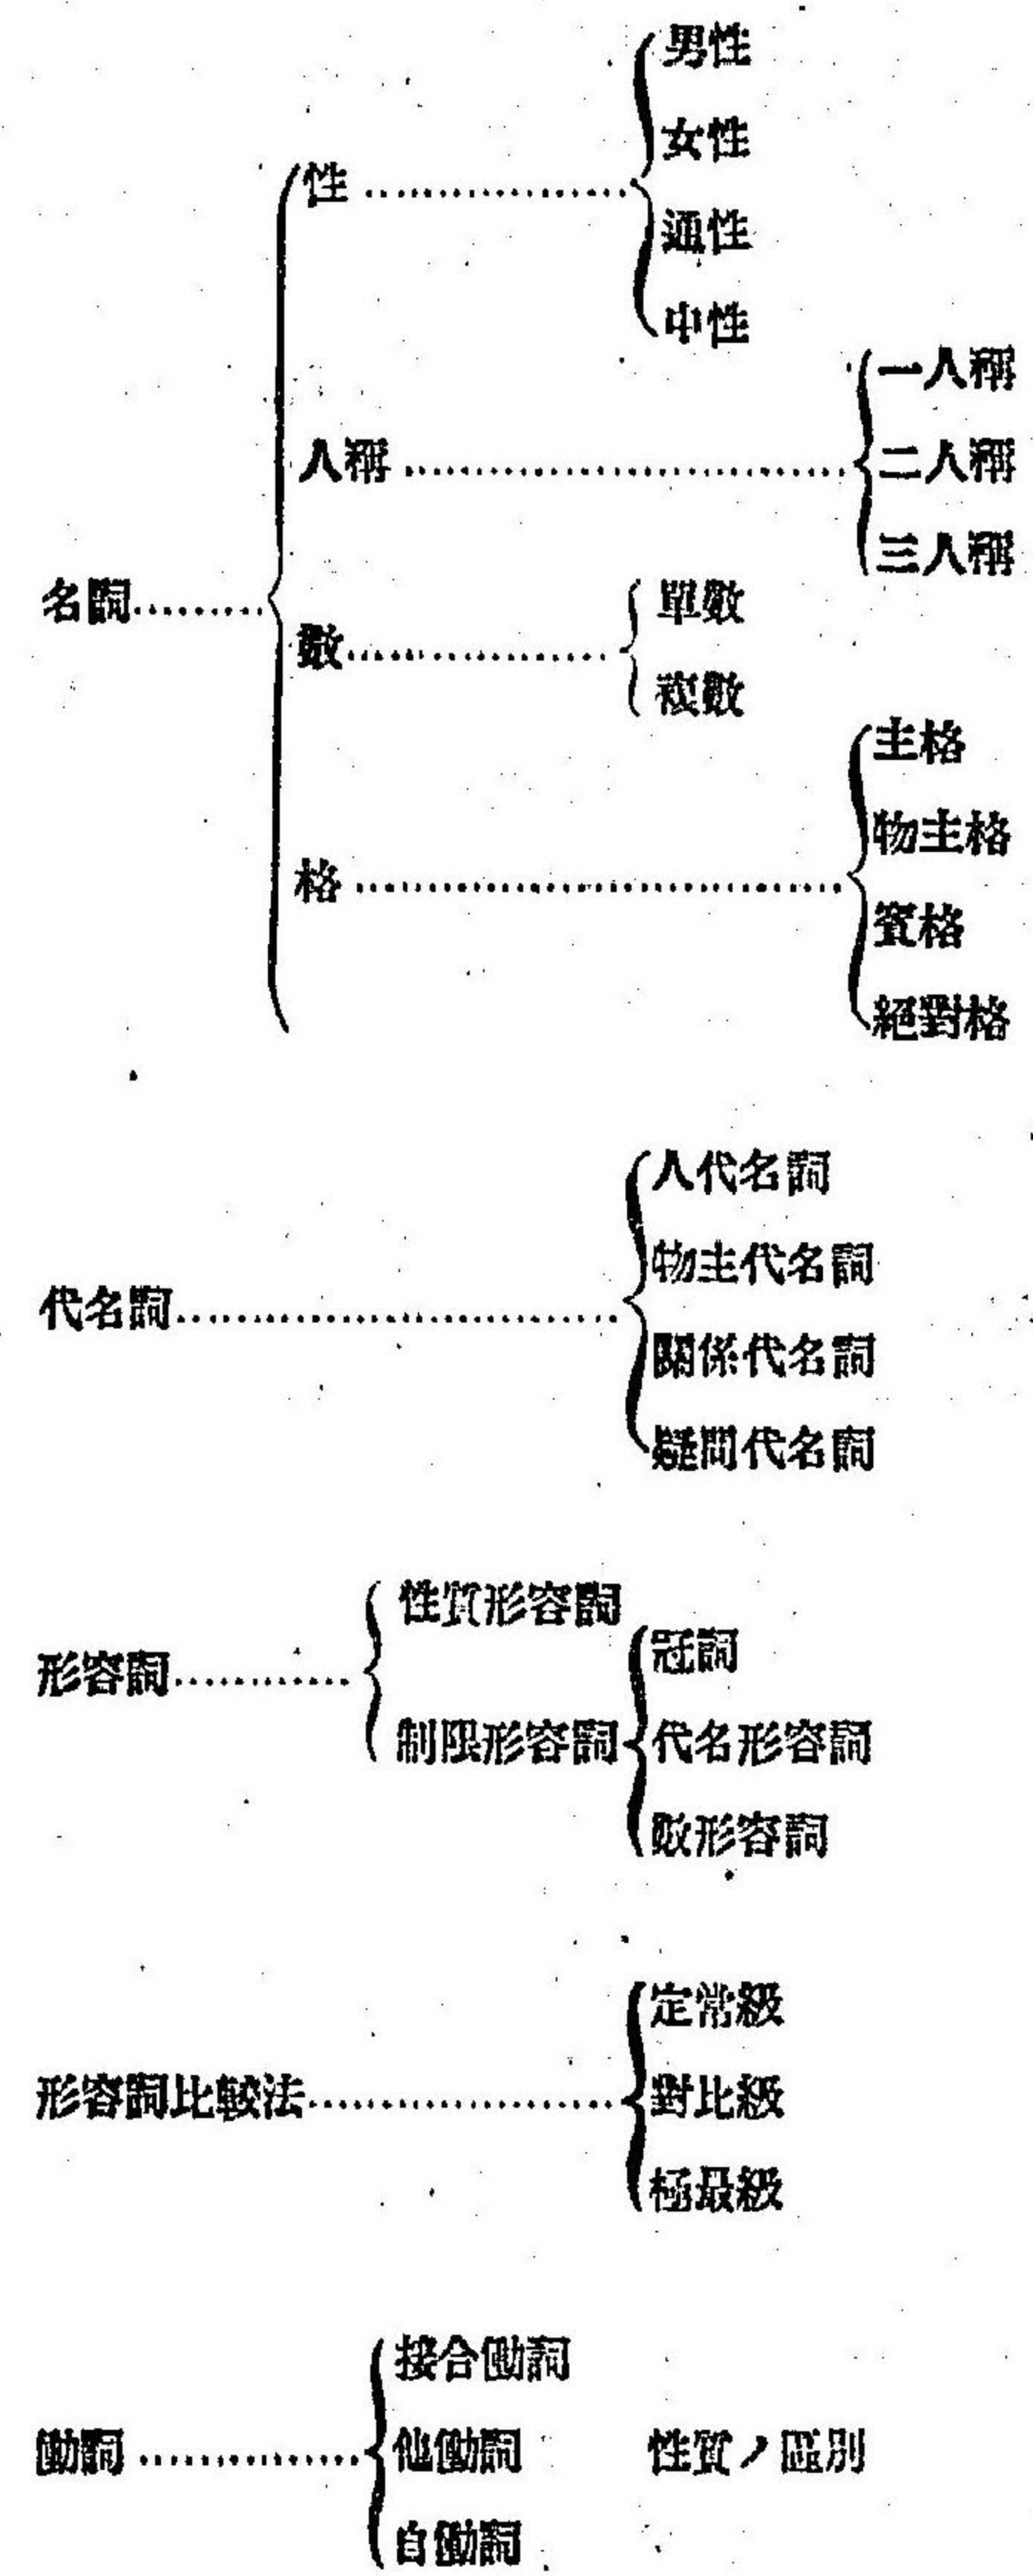 名詞
性
男性
女性
通性
中性
人稱
一人稱
二人稱
三人稱
數
單數
複數
格
主格
物主格
賓格
絕對格
代名詞
人代名詞
物主代名詞
關係代名詞
疑問代名詞
形容詞
性質形容詞
制限形容詞
冠詞
代名形容詞
數形容詞
形容詞比較法
定常級
對比級
極最級
動詞
接合動詞
他動詞
自動詞
性質ノ區別